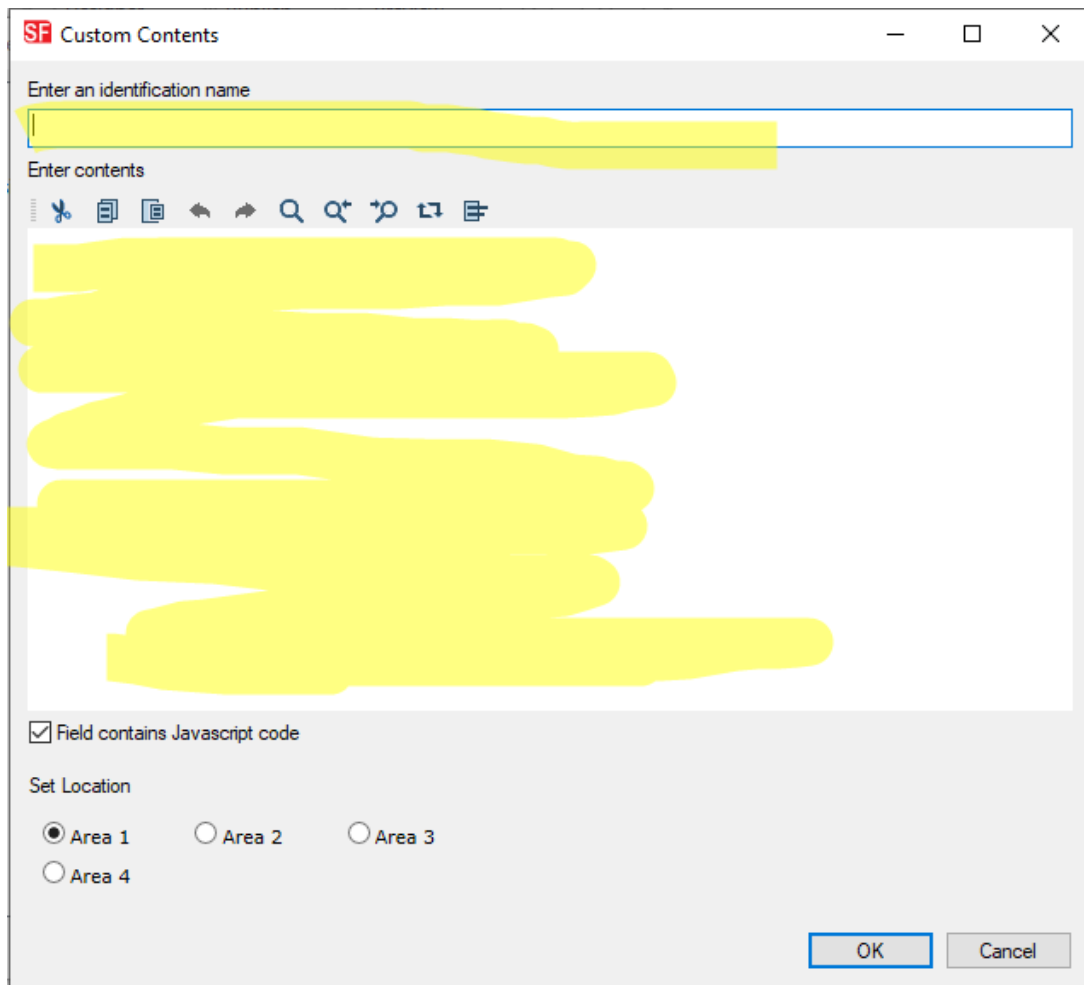 SF Custom Contents
Enter an identification name
Enter contents
Field contains Javascript code
Set Location
Area 1 Area 2 Area 3
Area 4
OK Cancel